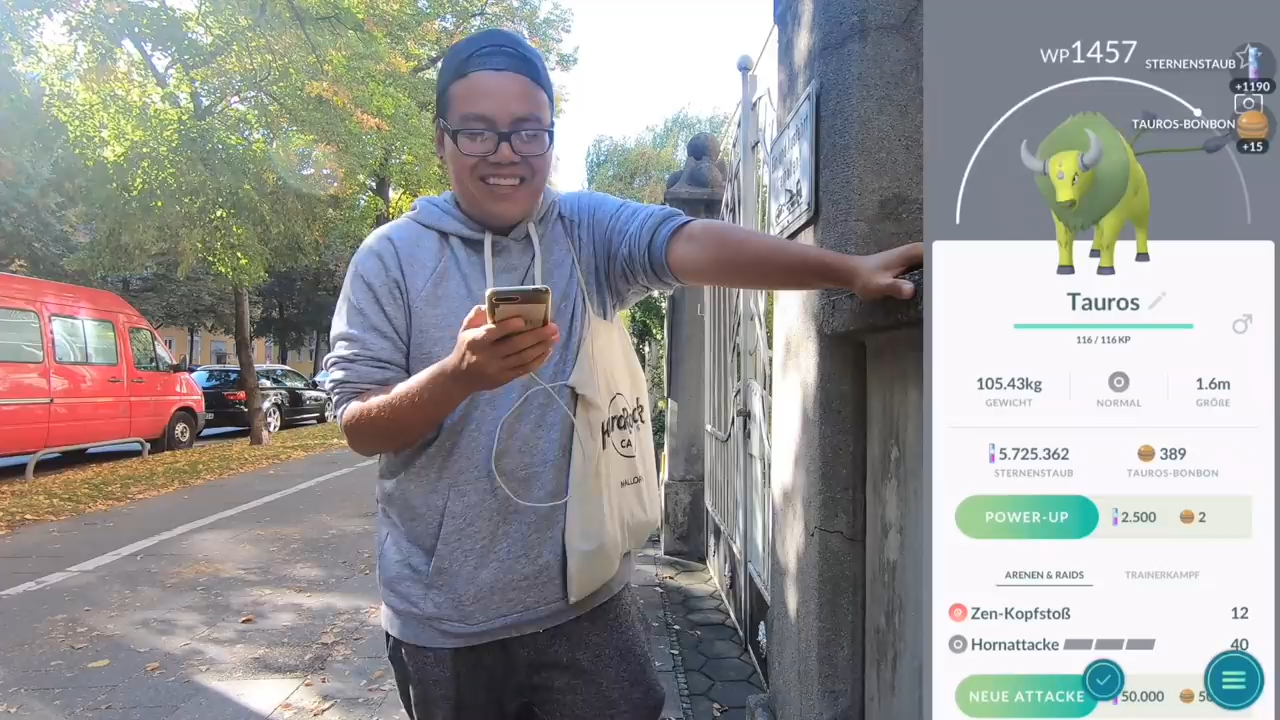 WP1457
STERNENSTAUB
+1190
TAUROS-BONBON
+15
Tauros
116 / 116 KP
105.43kg
GEWICHT
NORMAL
1.6m
GRÖẞE
5.725.362
STERNENSTAUB
389
TAUROS-BONBON
POWER-UP
2.500
2
ARENEN & RAIDS
TRAINERKAMPF
Zen-Kopfstoß
12
Hornattacke
40
NEUE ATTACKE
50.000
Hard Rock
CA